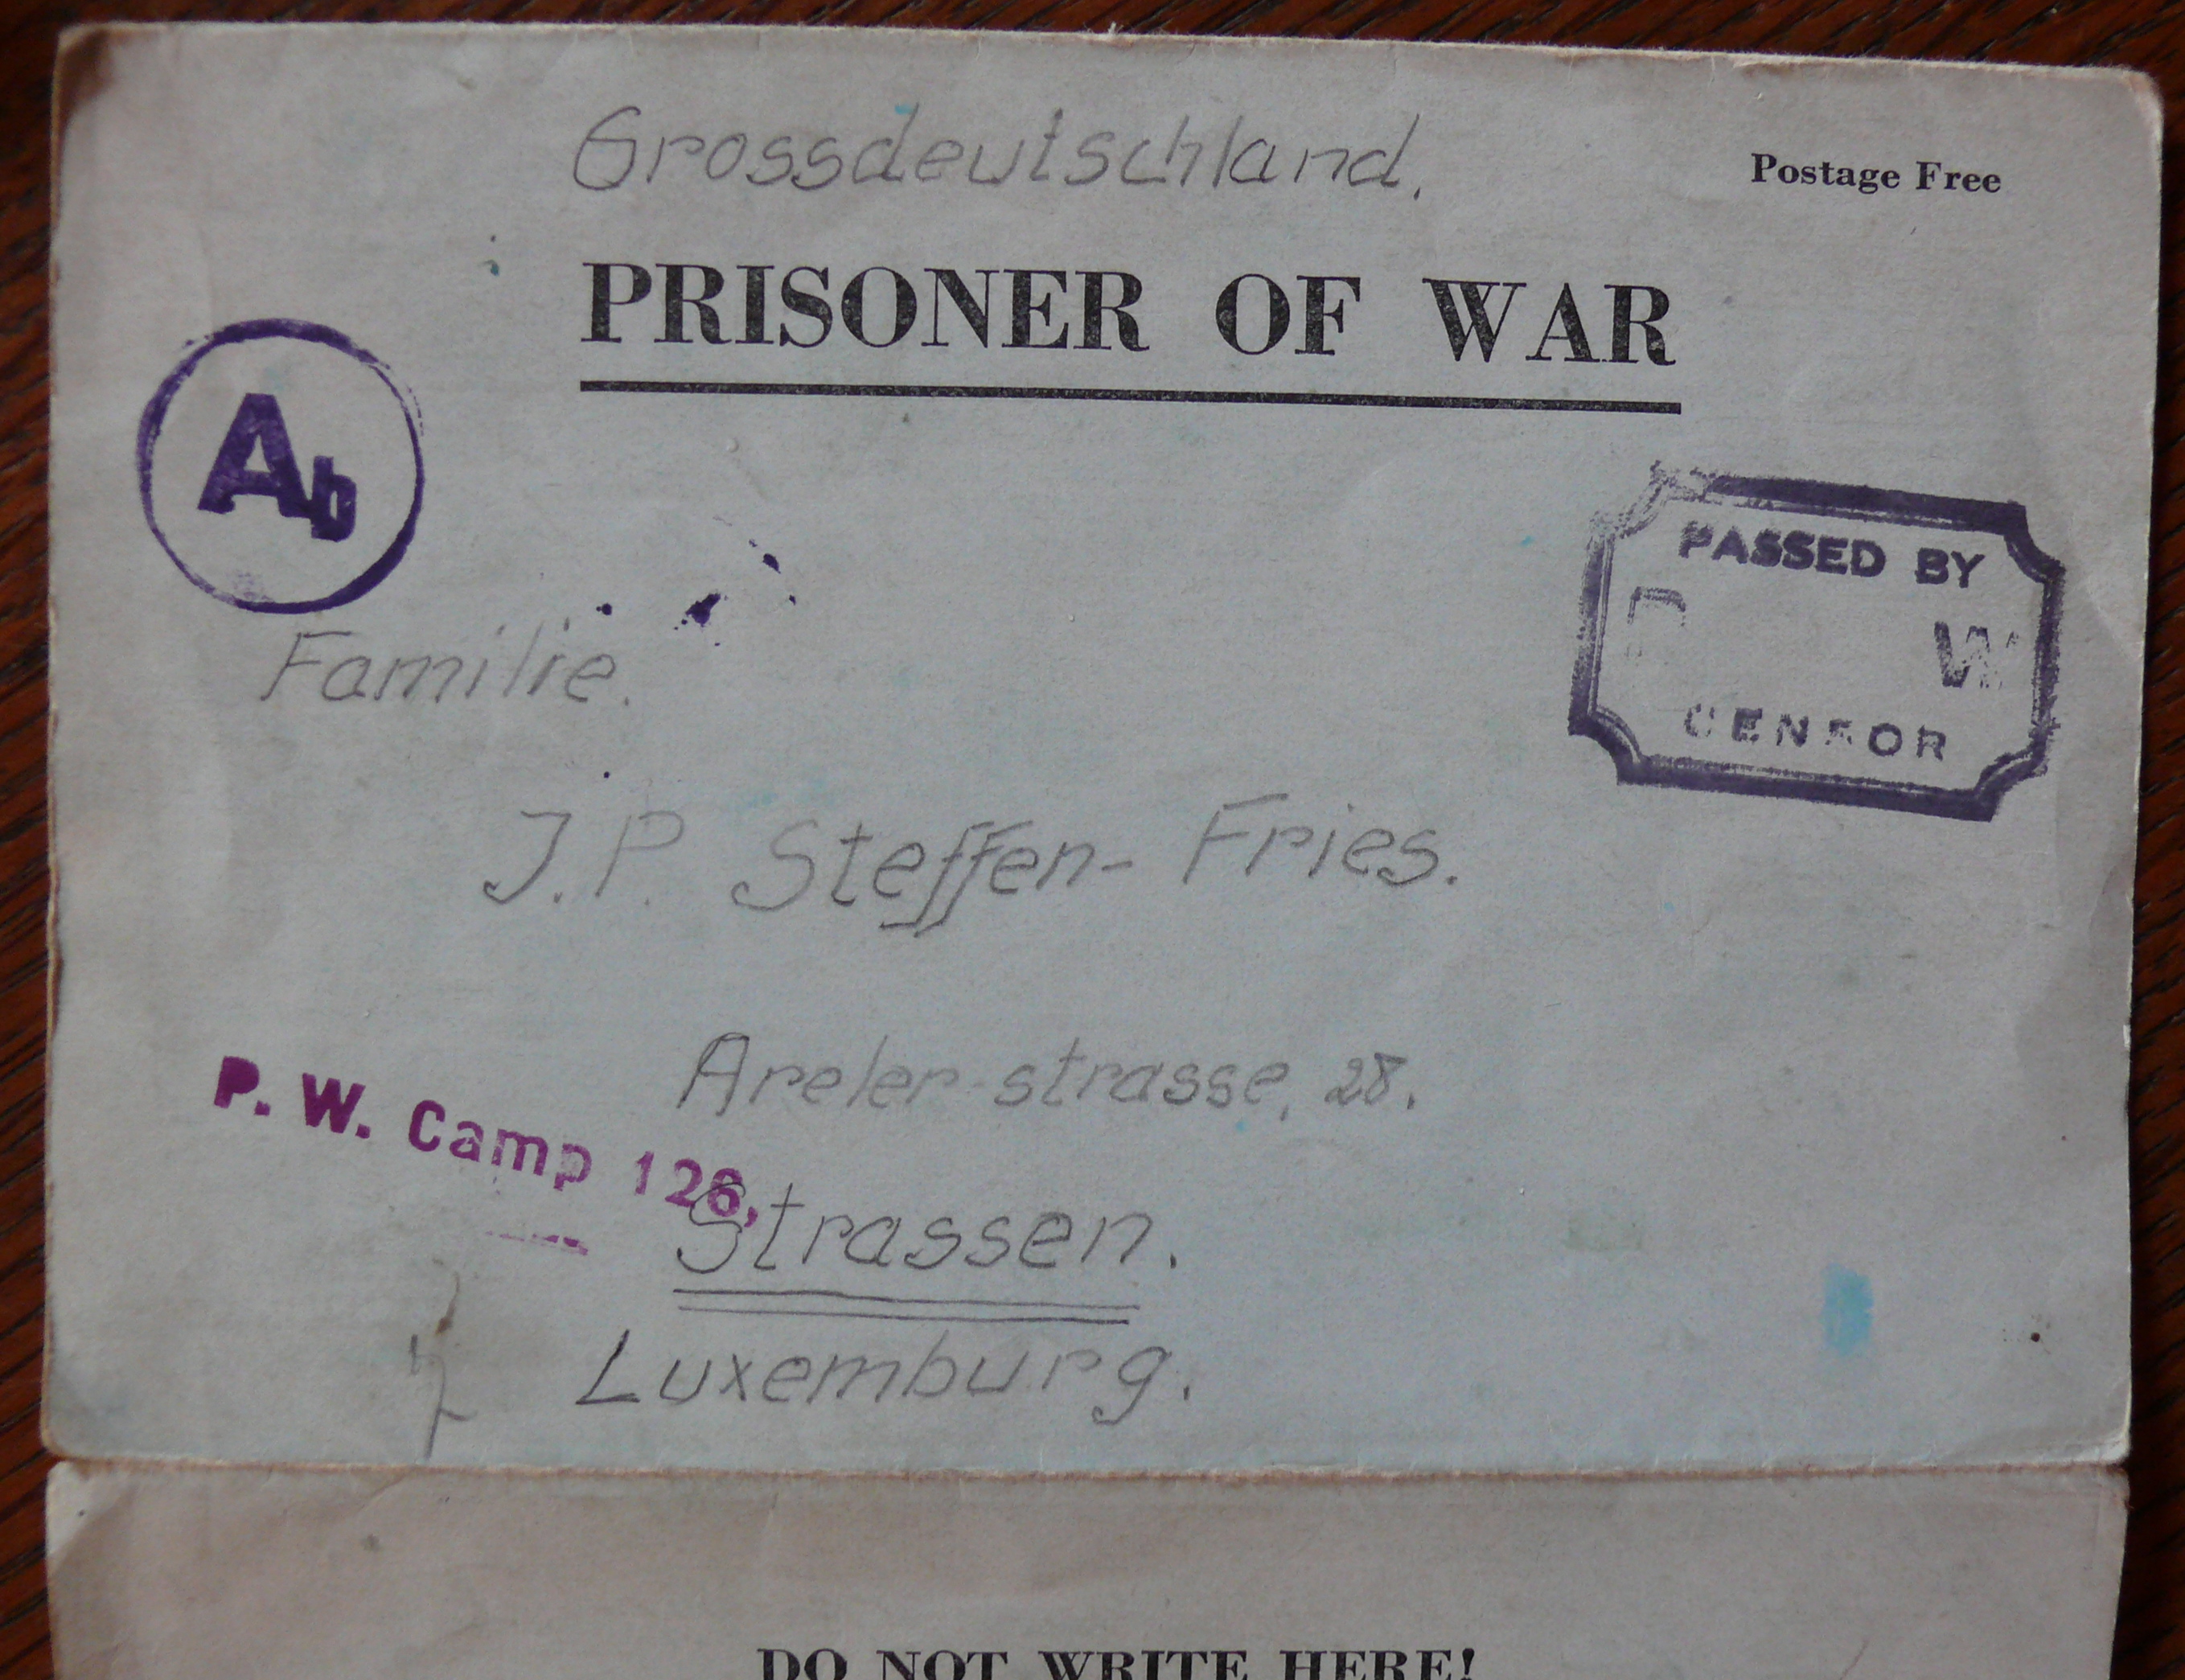 Grossdeutschland.
Postage Free
PRISONER OF WAR
Ab
PASSED BY
P W
CENSOR
Familie.
J.P. Steffen-Fries.
Areler-strasse, 28.
P. W. Camp 126,
Strassen.
Luxemburg.
DO NOT WRITE HERE!